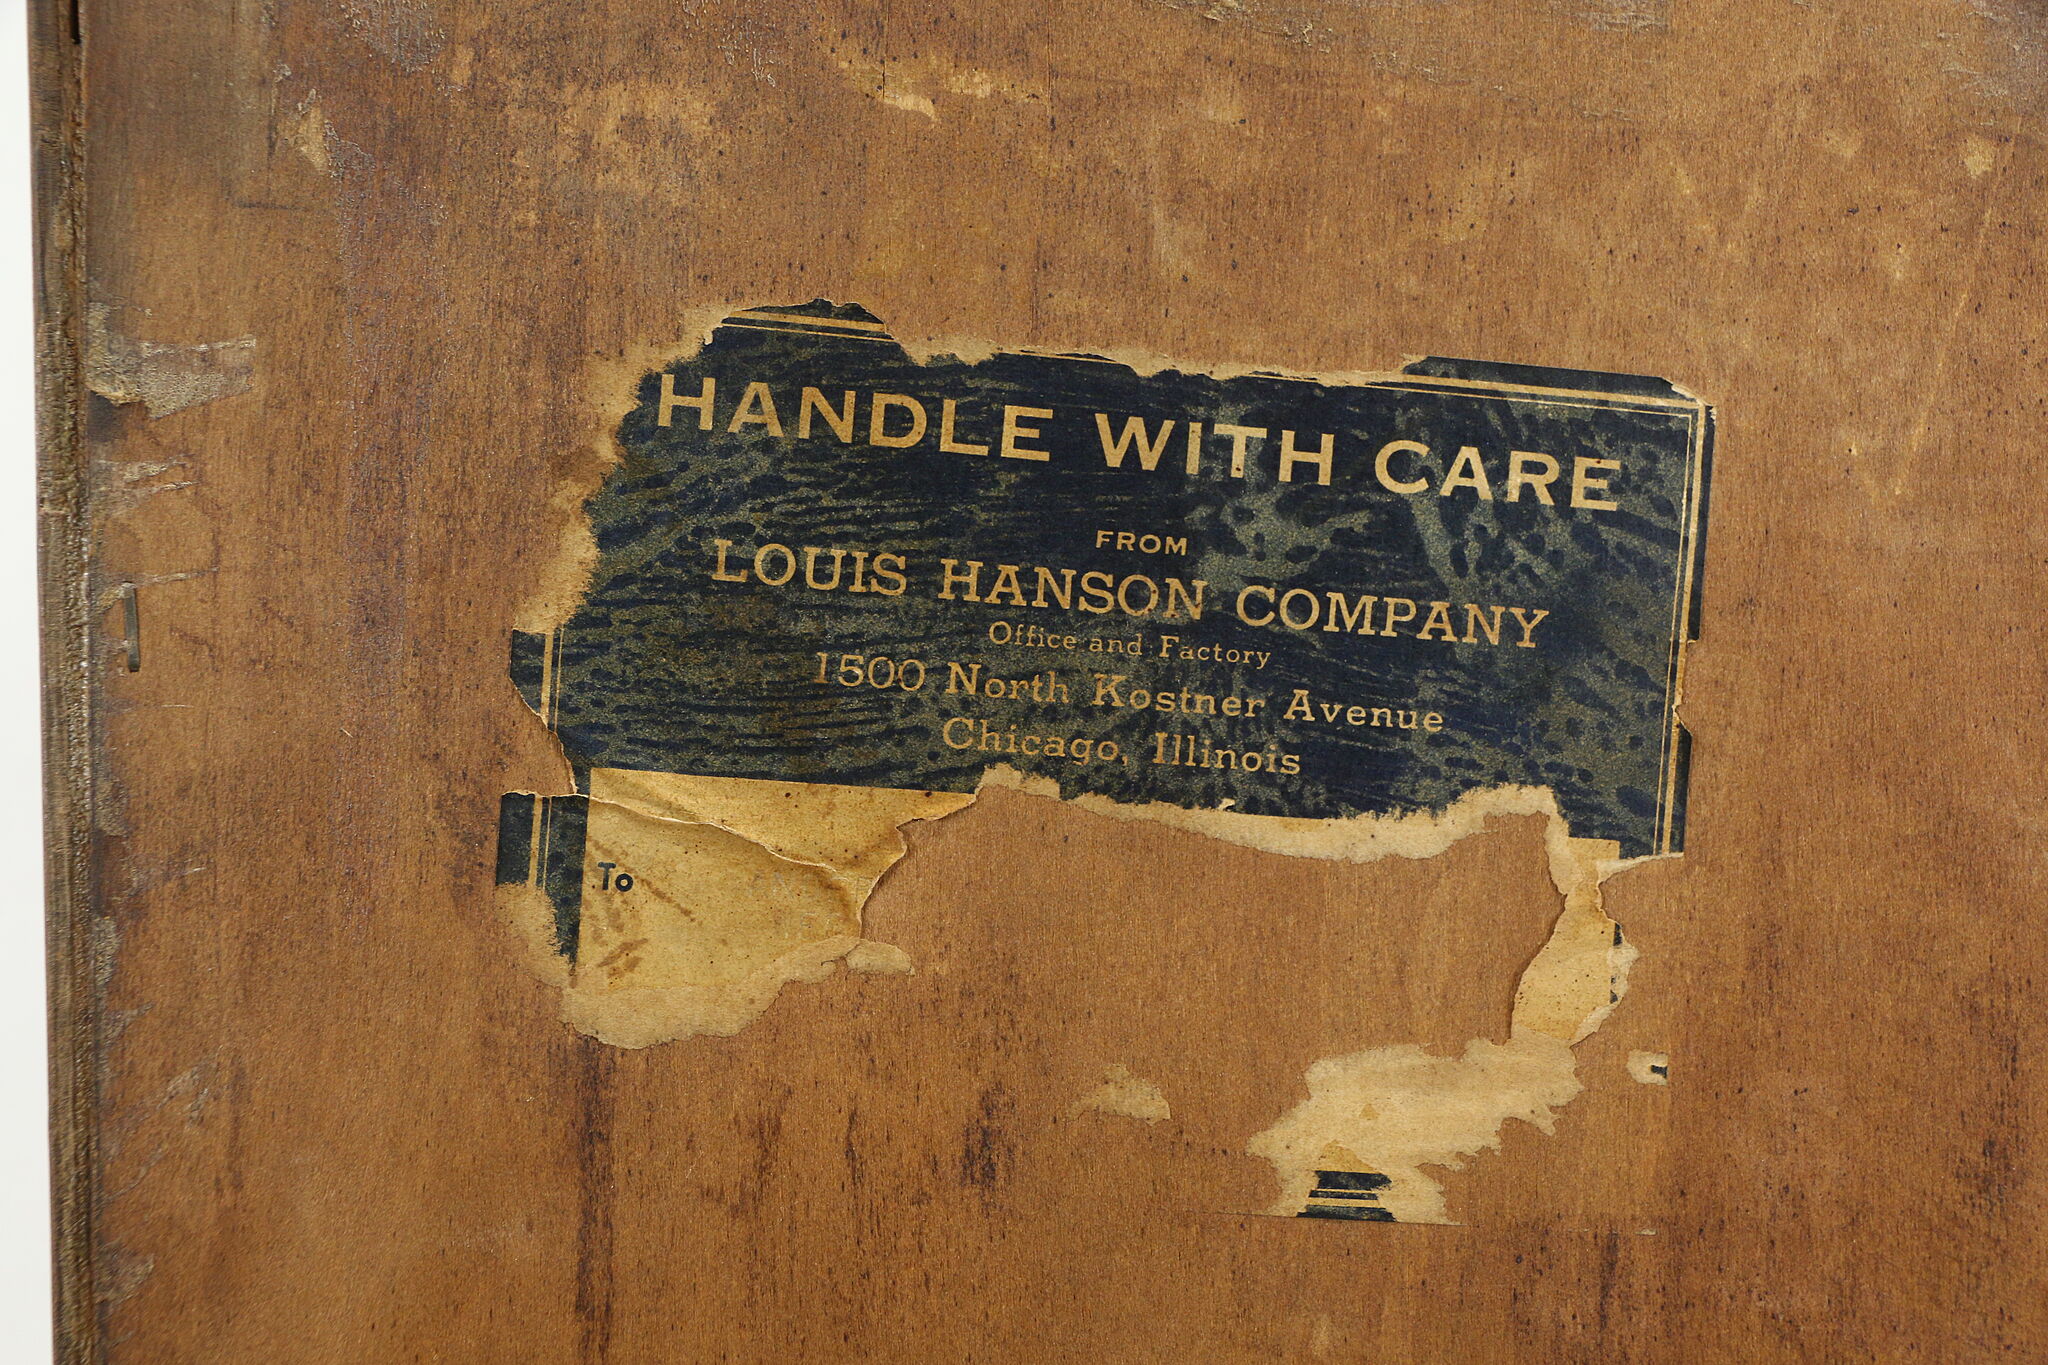 HANDLE WITH CARE
FROM
LOUIS HANSON COMPANY
Office and Factory
1500 North Kostner Avenue
Chicago, Illinois
To